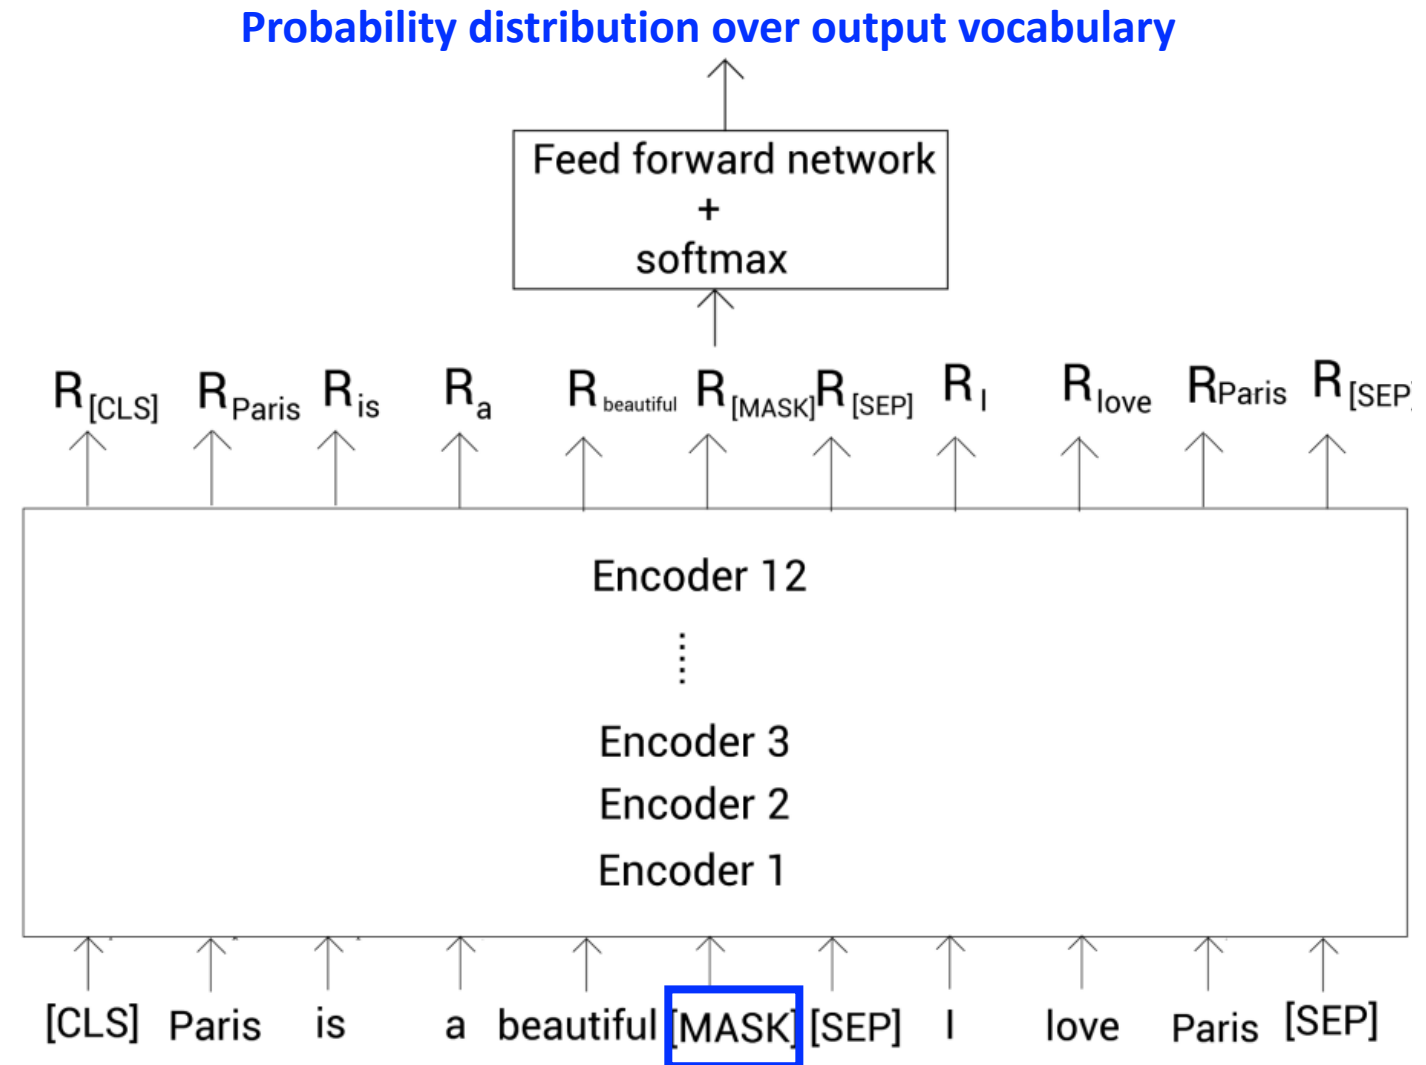 Probability distribution over output vocabulary
Feed forward network
+
softmax
R[CLS] RParis Ris Ra Rbeautiful R[MASK] R[SEP] RI Rlove RParis R[SEP]
Encoder 12
Encoder 3
Encoder 2
Encoder 1
[CLS] Paris is a beautiful [MASK] [SEP] I love Paris [SEP]